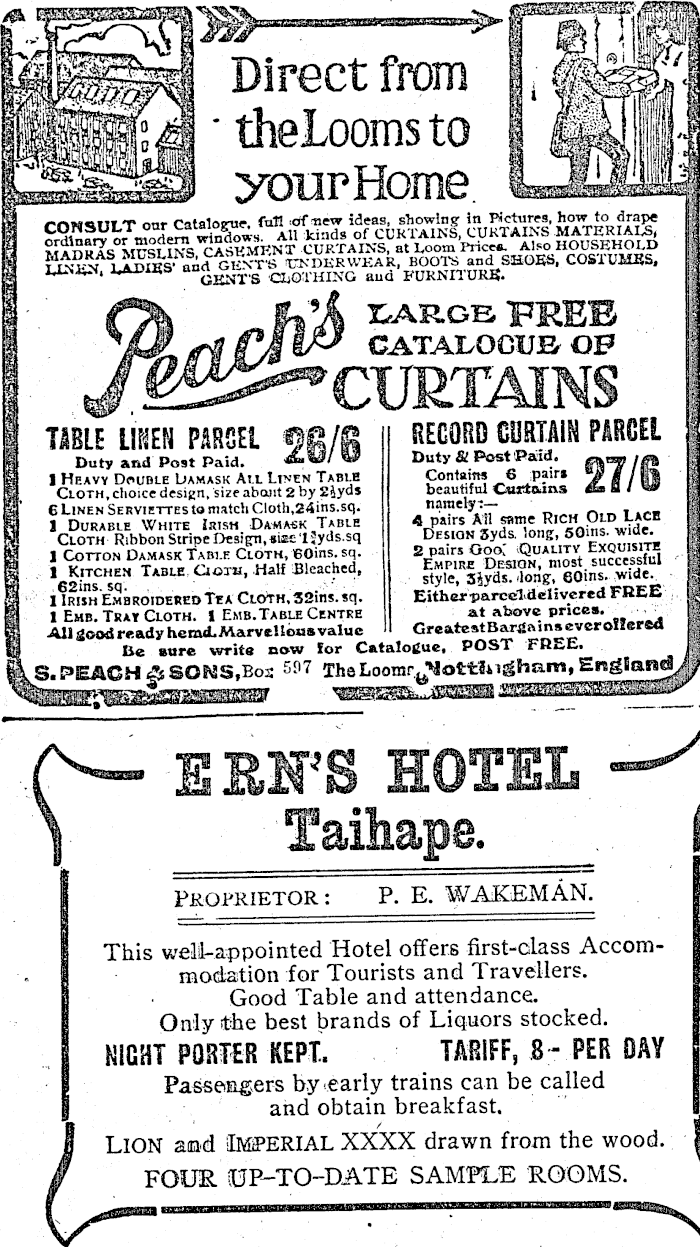 Direct from
the Looms to
your Home
CONSULT our Catalogue, full of new ideas, showing in Pictures, how to drape
ordinary or modern windows. All kinds of CURTAINS, CURTAINS MATERIALS,
MADRAS MUSLINS, CASEMENT CURTAINS, at Loom Prices. Also HOUSEHOLD
LINEN, LADIES' and GENT'S UNDERWEAR, BOOTS and SHOES, COSTUMES,
GENT'S CLOTHING and FURNITURE.
Peach's LARGE FREE
CATALOGUE OF
CURTAINS
TABLE LINEN PARCEL 26/6
Duty and Post Paid.
1 HEAVY DOUBLE DAMASK ALL LINEN TABLE
CLOTH, choice design, size about 2 by 2½yds
6 LINEN SERVIETTES to match Cloth, 24ins. sq.
1 DURABLE WHITE IRISH DAMASK TABLE
CLOTH Ribbon Stripe Design, size yds. sq
1 COTTON DAMASK TABLE CLOTH, 60ins. sq.
1 KITCHEN TABLE CLOTH, Half Bleached,
62ins. sq.
1 IRISH EMBROIDERED TEA CLOTH, 32ins. sq.
1 EMB. TRAY CLOTH. 1 EMB. TABLE CENTRE
All good ready hemd. Marvellous value
RECORD CURTAIN PARCEL
Duty & Post Paid.
27/6
Contains 6 pairs
beautiful Curtains
namely:—
4 pairs All same RICH OLD LACE
DESIGN 3yds. long, 50ins. wide.
2 pairs Goo: QUALITY EXQUISITE
EMPIRE DESIGN, most successful
style, 3½yds. long, 60ins. wide.
Either parcel delivered FREE
at above prices.
Greatest Bargains ever offered
Be sure write now for Catalogue, POST FREE.
S. PEACH & SONS, Box 597 The Looms, Nottingham, England
ERN'S HOTEL
Taihape.
PROPRIETOR: P. E. WAKEMAN.
This well-appointed Hotel offers first-class Accom-
modation for Tourists and Travellers.
Good Table and attendance.
Only the best brands of Liquors stocked.
NIGHT PORTER KEPT. TARIFF, 8- PER DAY
Passengers by early trains can be called
and obtain breakfast.
LION and IMPERIAL XXXX drawn from the wood.
FOUR UP-TO-DATE SAMPLE ROOMS.